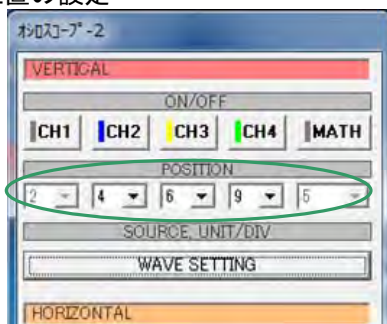 置の設定
ｵｼﾛｽｺｰﾌﾟ-2
VERTICAL
ON/OFF
CH1 CH2 CH3 CH4 MATH
POSITION
2 4 6 9 5
SOURCE, UNIT/DIV
WAVE SETTING
HORIZONTAL